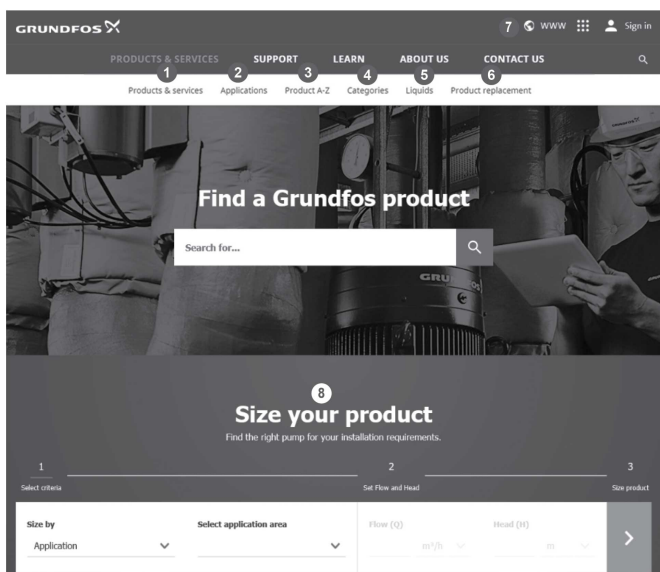 GRUNDFOS 7 WWW Sign in
PRODUCTS & SERVICES SUPPORT LEARN ABOUT US CONTACT US
1 2 3 4 5 6
Products & services Applications Product A-Z Categories Liquids Product replacement
GRUNDFOS
Find a Grundfos product
Search for...
GRUNDFOS
8
Size your product
Find the right pump for your installation requirements.
1 2 3
Select criteria Set Flow and Head Size product
Size by Select application area Flow (Q) Head (H)
Application m³/h m